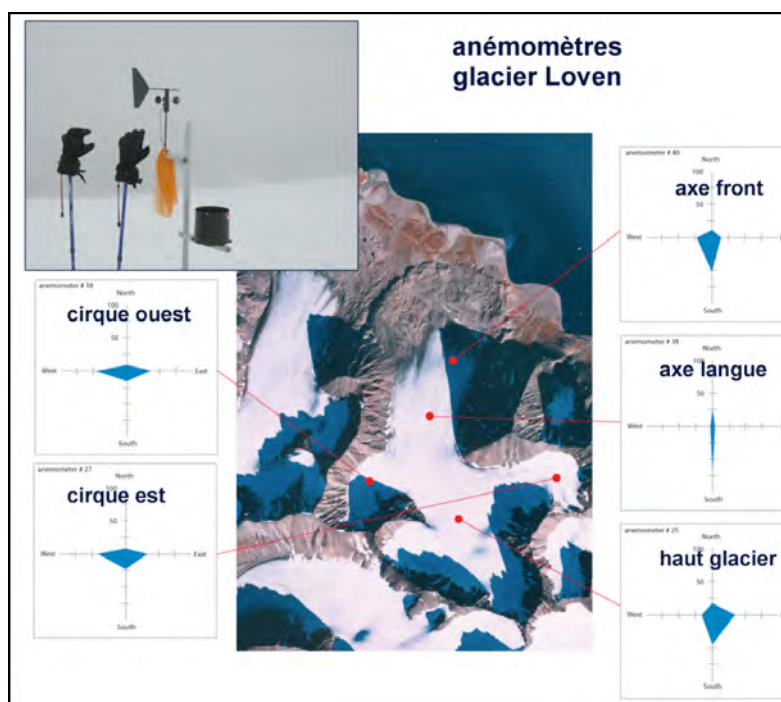 anémomètres
glacier Loven
anemometer # 40
North
100
axe front
50
West
South
anemometer # 18
North
100
cirque ouest
50
West
East
South
anemometer # 38
North
100
axe langue
50
West
South
anemometer # 27
North
cirque est
100
50
West
East
South
anemometer # 25
North
100
haut glacier
50
West
South